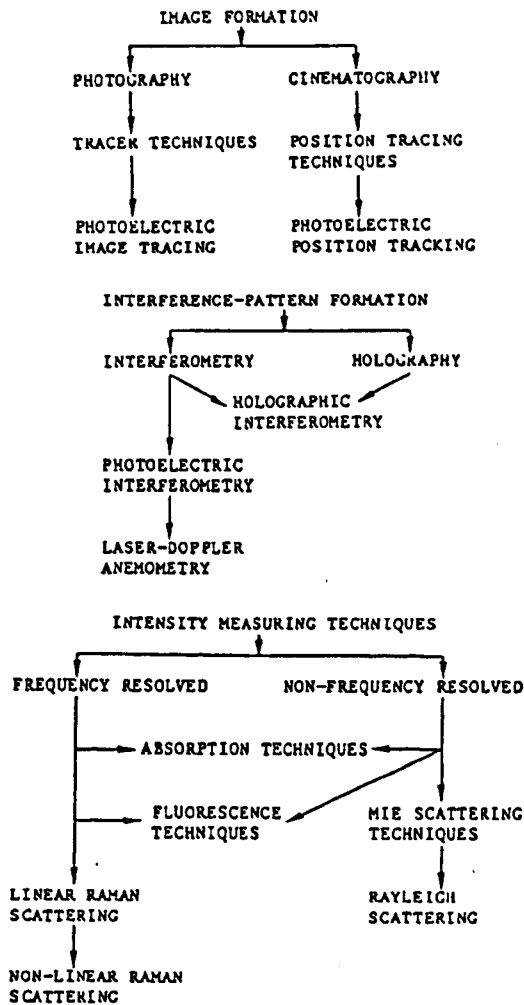 IMAGE FORMATION
PHOTOGRAPHY
CINEMATOGRAPHY
TRACER TECHNIQUES
POSITION TRACING
TECHNIQUES
PHOTOELECTRIC
IMAGE TRACING
PHOTOELECTRIC
POSITION TRACKING
INTERFERENCE-PATTERN FORMATION
INTERFEROMETRY
HOLOGRAPHY
HOLOGRAPHIC
INTERFEROMETRY
PHOTOELECTRIC
INTERFEROMETRY
LASER-DOPPLER
ANEMOMETRY
INTENSITY MEASURING TECHNIQUES
FREQUENCY RESOLVED
NON-FREQUENCY RESOLVED
ABSORPTION TECHNIQUES
FLUORESCENCE
TECHNIQUES
MIE SCATTERING
TECHNIQUES
LINEAR RAMAN
SCATTERING
RAYLEIGH
SCATTERING
NON-LINEAR RAMAN
SCATTERING